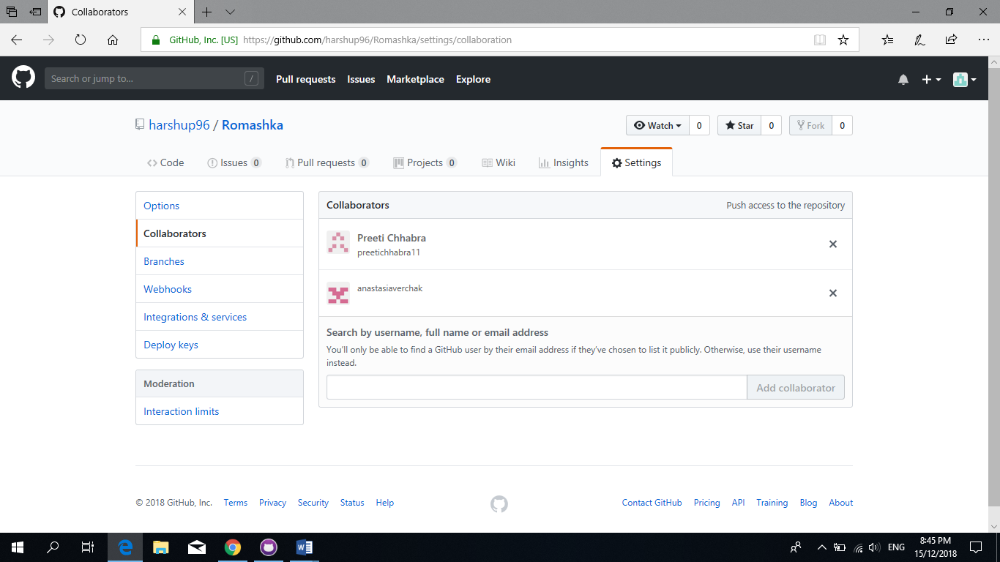 Collaborators
GitHub, Inc. [US] https://github.com/harshup96/Romashka/settings/collaboration
Search or jump to... /
Pull requests Issues Marketplace Explore
harshup96 / Romashka
Watch 0 Star 0 Fork 0
Code Issues 0 Pull requests 0 Projects 0 Wiki Insights Settings
Options
Collaborators
Branches
Webhooks
Integrations & services
Deploy keys
Moderation
Interaction limits
Collaborators Push access to the repository
Preeti Chhabra
preetichhabra11
anastasiaverchak
Search by username, full name or email address
You'll only be able to find a GitHub user by their email address if they've chosen to list it publicly. Otherwise, use their username
instead.
Add collaborator
© 2018 GitHub, Inc. Terms Privacy Security Status Help
Contact GitHub Pricing API Training Blog About
ENG
8:45 PM
15/12/2018